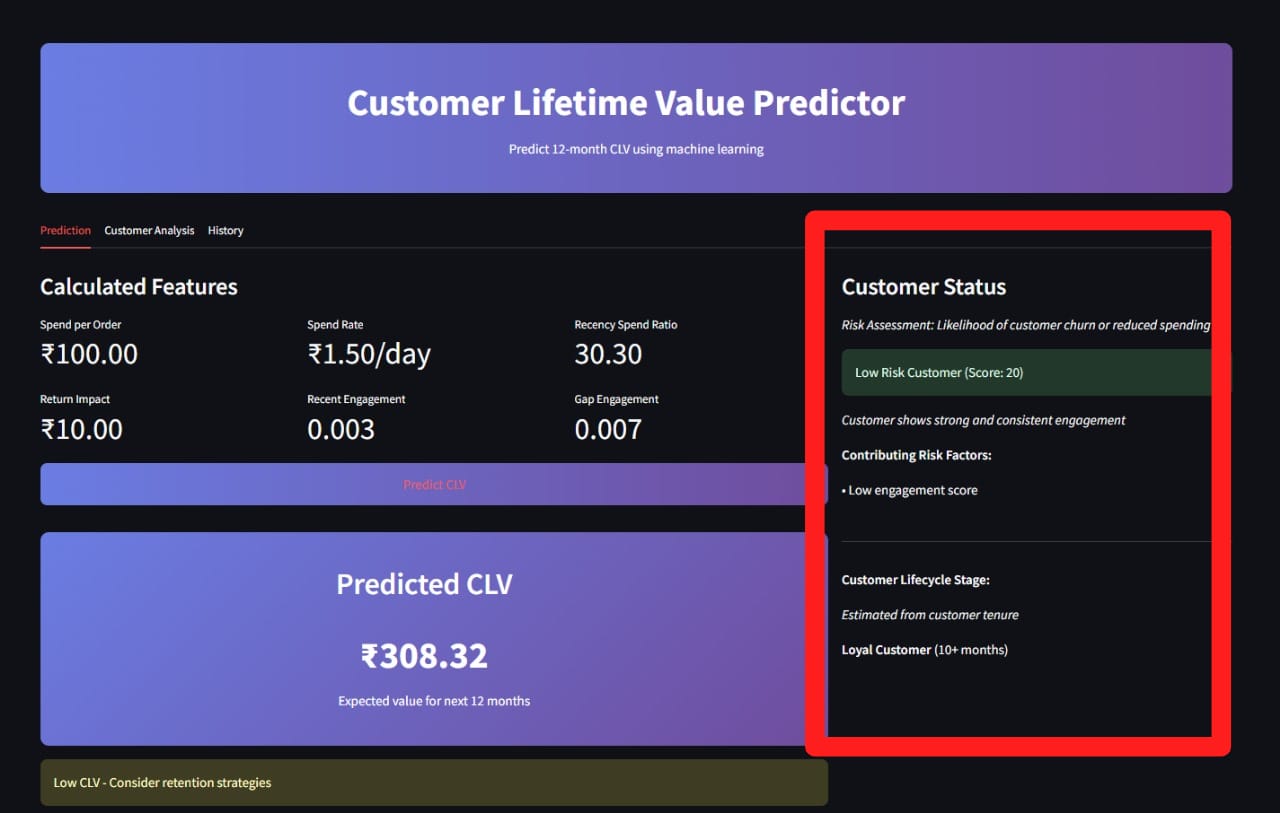 Customer Lifetime Value Predictor
Predict 12-month CLV using machine learning
Prediction Customer Analysis History
Calculated Features
Spend per Order Spend Rate Recency Spend Ratio
₹100.00 ₹1.50/day 30.30
Return Impact Recent Engagement Gap Engagement
₹10.00 0.003 0.007
Predict CLV
Predicted CLV
₹308.32
Expected value for next 12 months
Low CLV - Consider retention strategies
Customer Status
Risk Assessment: Likelihood of customer churn or reduced spending
Low Risk Customer (Score: 20)
Customer shows strong and consistent engagement
Contributing Risk Factors:
• Low engagement score
Customer Lifecycle Stage:
Estimated from customer tenure
Loyal Customer (10+ months)